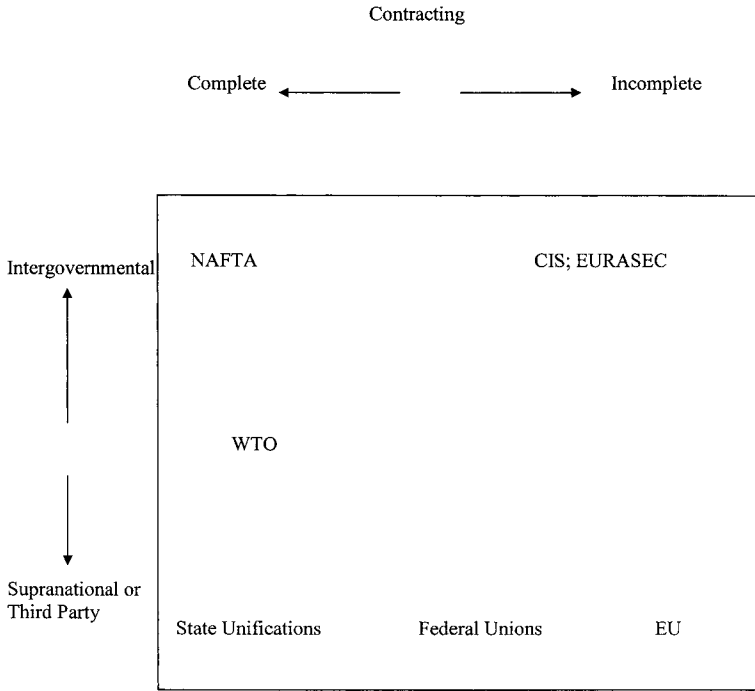 Contracting
Complete Incomplete
Intergovernmental NAFTA CIS; EURASEC
WTO
Supranational or
Third Party
State Unifications Federal Unions EU